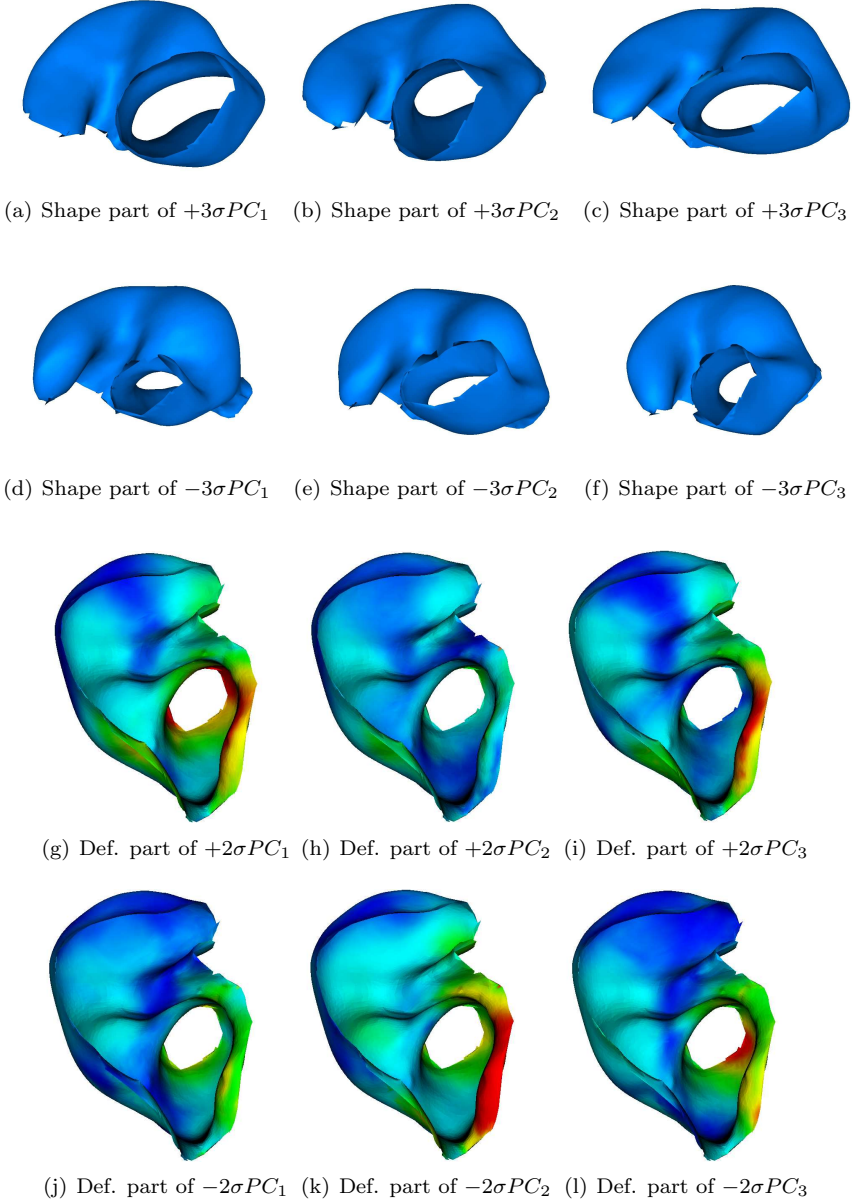 (a) Shape part of +3σPC₁ (b) Shape part of +3σPC₂ (c) Shape part of +3σPC₃
(d) Shape part of −3σPC₁ (e) Shape part of −3σPC₂ (f) Shape part of −3σPC₃
(g) Def. part of +2σPC₁ (h) Def. part of +2σPC₂ (i) Def. part of +2σPC₃
(j) Def. part of −2σPC₁ (k) Def. part of −2σPC₂ (l) Def. part of −2σPC₃